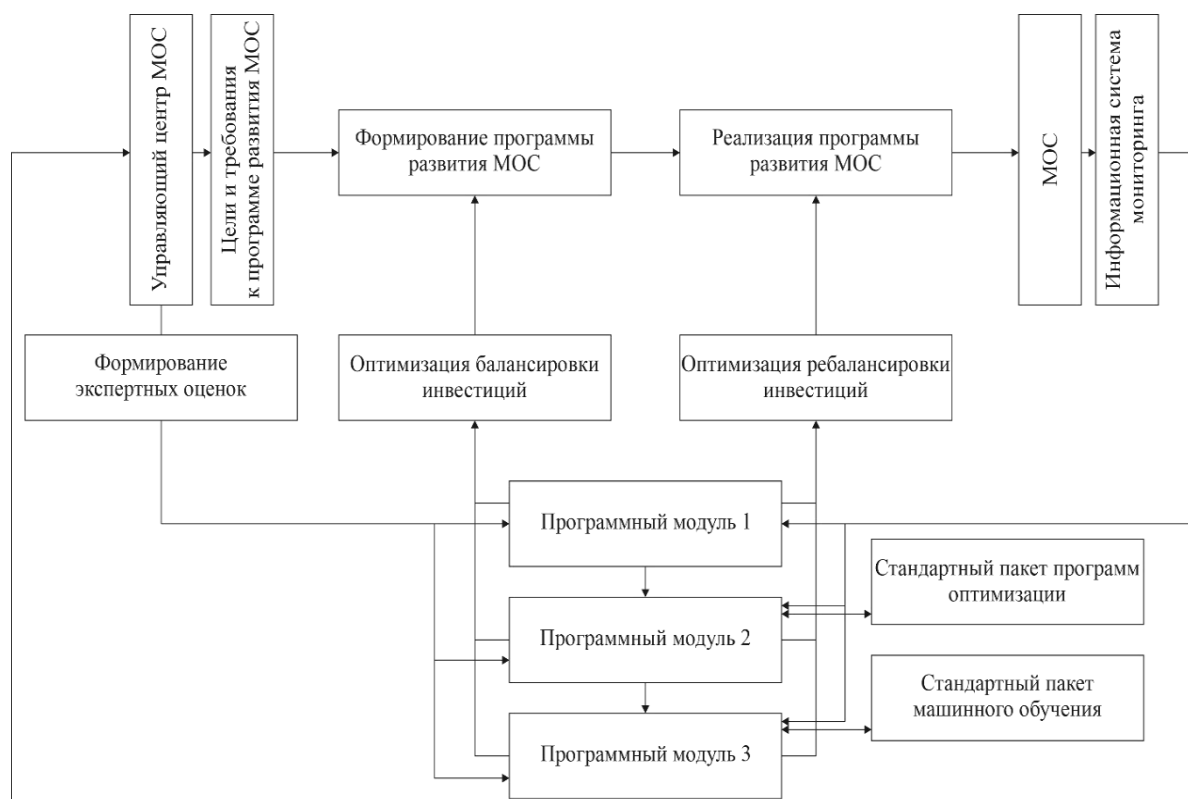 Управляющий центр МОС
Цели и требования
к программе развития МОС
Формирование программы
развития МОС
Реализация программы
развития МОС
МОС
Информационная система
мониторинга
Формирование
экспертных оценок
Оптимизация балансировки
инвестиций
Оптимизация ребалансировки
инвестиций
Программный модуль 1
Стандартный пакет программ
оптимизации
Программный модуль 2
Стандартный пакет
машинного обучения
Программный модуль 3